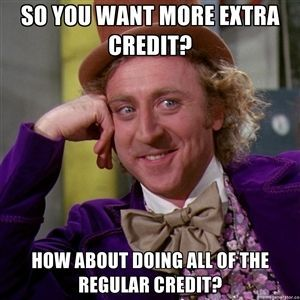 SO YOU WANT MORE EXTRA
CREDIT?
HOW ABOUT DOING ALL OF THE
REGULAR CREDIT?